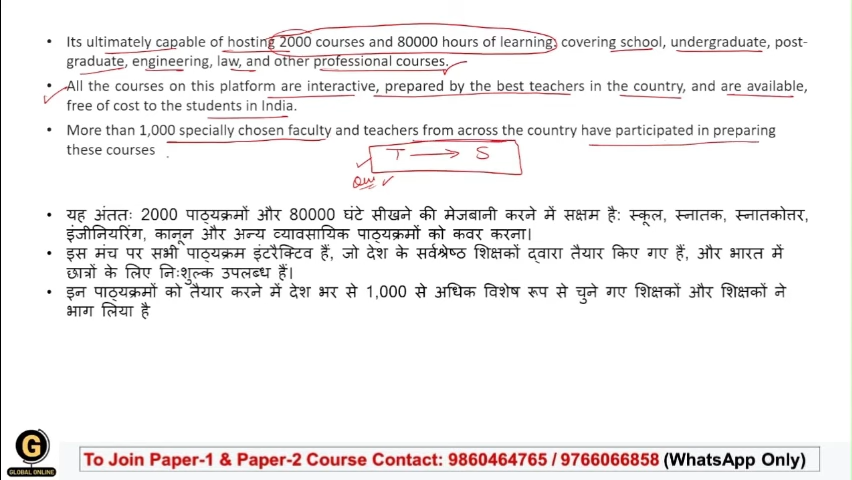 • Its ultimately capable of hosting 2000 courses and 80000 hours of learning, covering school, undergraduate, post-
graduate, engineering, law, and other professional courses.
• All the courses on this platform are interactive, prepared by the best teachers in the country, and are available,
free of cost to the students in India.
• More than 1,000 specially chosen faculty and teachers from across the country have participated in preparing
these courses
T → S
• यह अंततः 2000 पाठ्यक्रमों और 80000 घंटे सीखने की मेजबानी करने में सक्षम है: स्कूल, स्नातक, स्नातकोत्तर,
इंजीनियरिंग, कानून और अन्य व्यावसायिक पाठ्यक्रमों को कवर करना।
• इस मंच पर सभी पाठ्यक्रम इंटरैक्टिव हैं, जो देश के सर्वश्रेष्ठ शिक्षकों द्वारा तैयार किए गए हैं, और भारत में
छात्रों के लिए निःशुल्क उपलब्ध हैं।
• इन पाठ्यक्रमों को तैयार करने में देश भर से 1,000 से अधिक विशेष रूप से चुने गए शिक्षकों और शिक्षकों ने
भाग लिया है
G
GLOBAL ONLINE
To Join Paper-1 & Paper-2 Course Contact: 9860464765 / 9766066858 (WhatsApp Only)